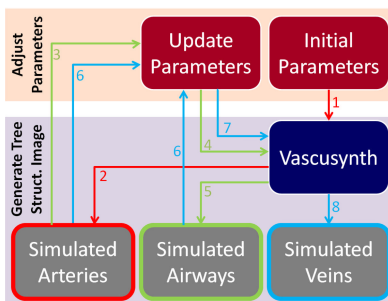 Adjust
Parameters
Update
Parameters
Initial
Parameters
3
6
1
7
4
6
Generate Tree
Struct. Image
Vascusynth
2
5
8
Simulated
Arteries
Simulated
Airways
Simulated
Veins